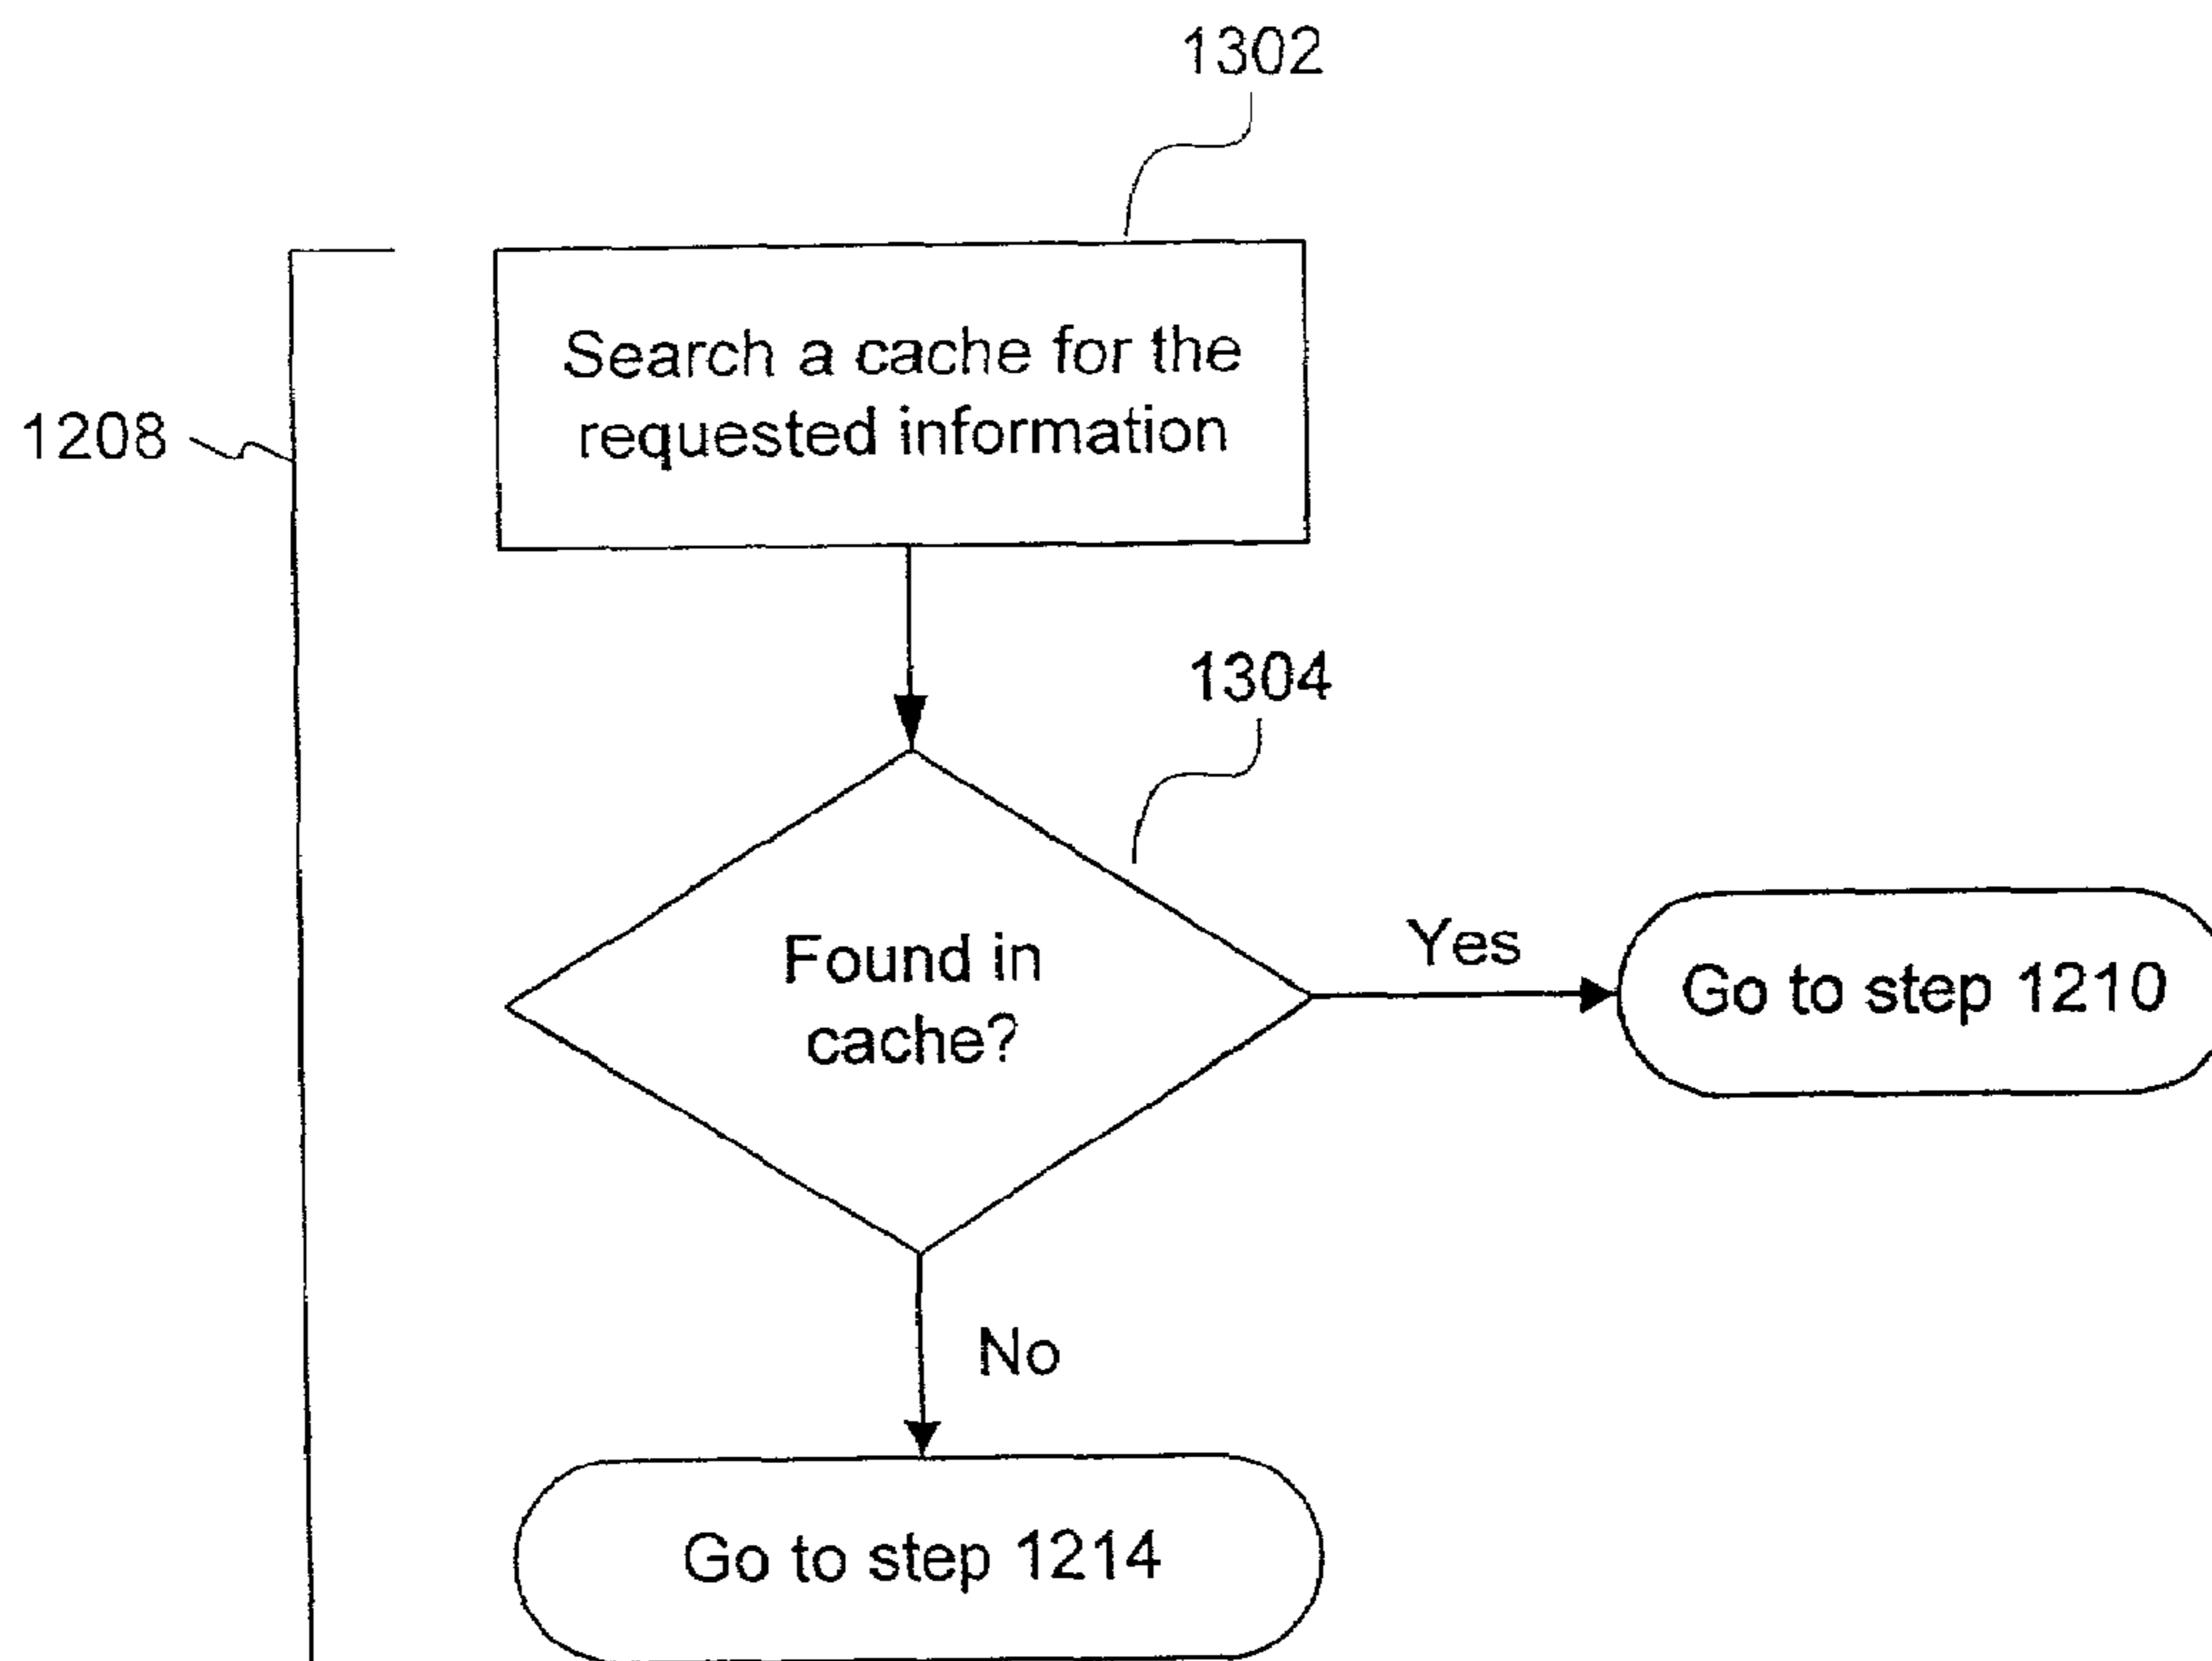 1302
Search a cache for the
requested information
1208
1304
Found in
cache?
Yes
Go to step 1210
No
Go to step 1214